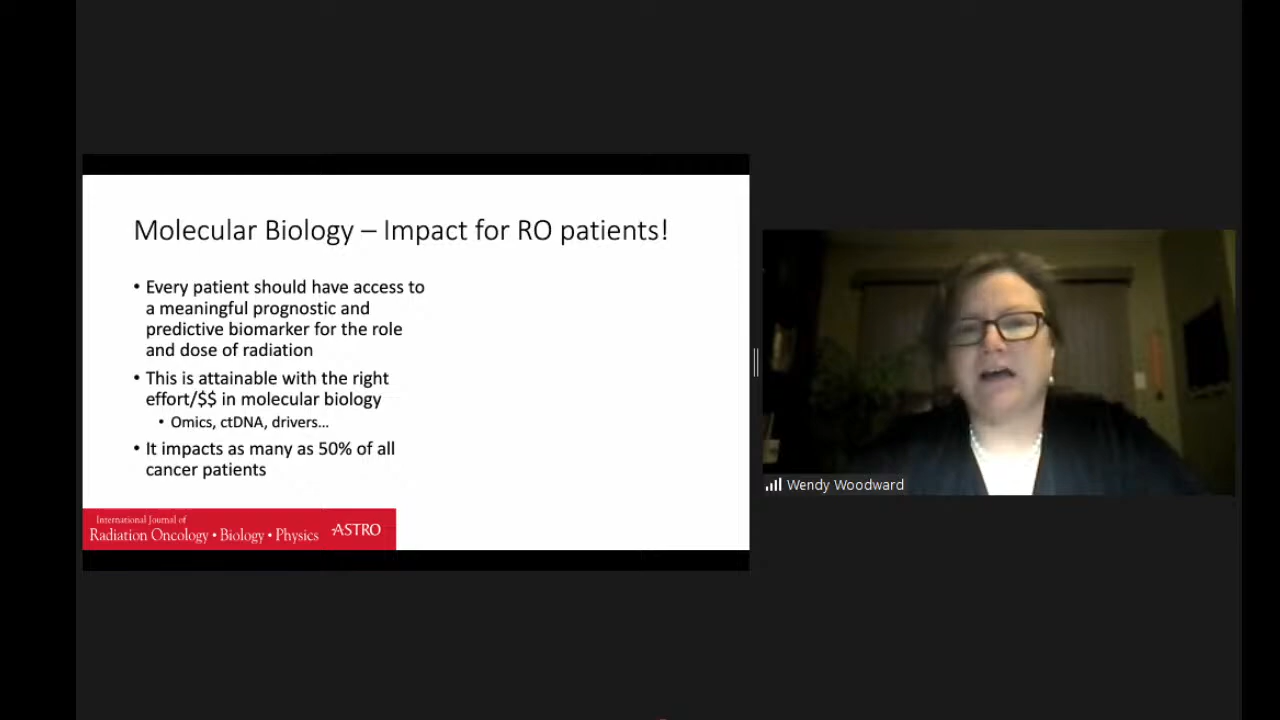 Molecular Biology – Impact for RO patients!
• Every patient should have access to
a meaningful prognostic and
predictive biomarker for the role
and dose of radiation
• This is attainable with the right
effort/$$ in molecular biology
• Omics, ctDNA, drivers…
• It impacts as many as 50% of all
cancer patients
International Journal of
Radiation Oncology • Biology • Physics
ASTRO
Wendy Woodward